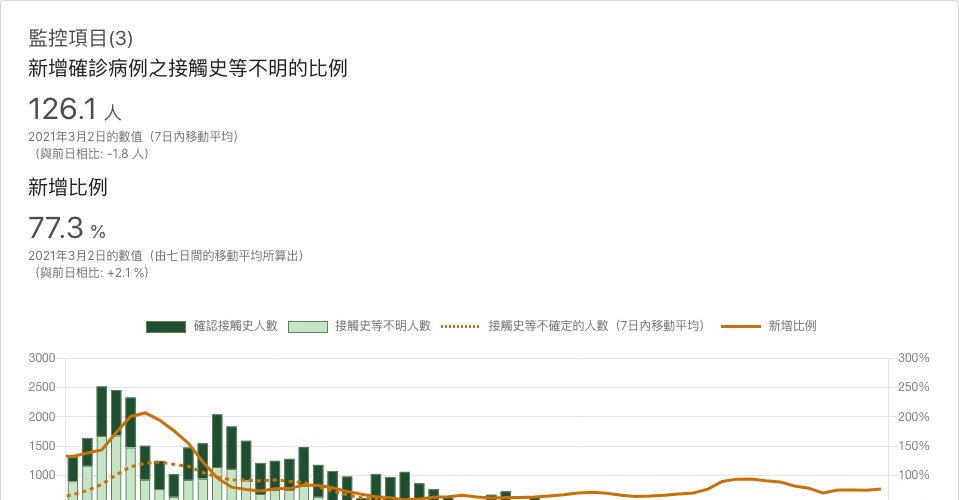 監控項目(3)
新增確診病例之接觸史等不明的比例
126.1 人
2021年3月2日的數值（7日內移動平均）
（與前日相比: -1.8 人）
新增比例
77.3 %
2021年3月2日的數值（由七日間的移動平均所算出）
（與前日相比: +2.1 %）
確認接觸史人數 接觸史等不明人數 接觸史等不確定的人數（7日內移動平均） 新增比例
3000 300%
2500 250%
2000 200%
1500 150%
1000 100%